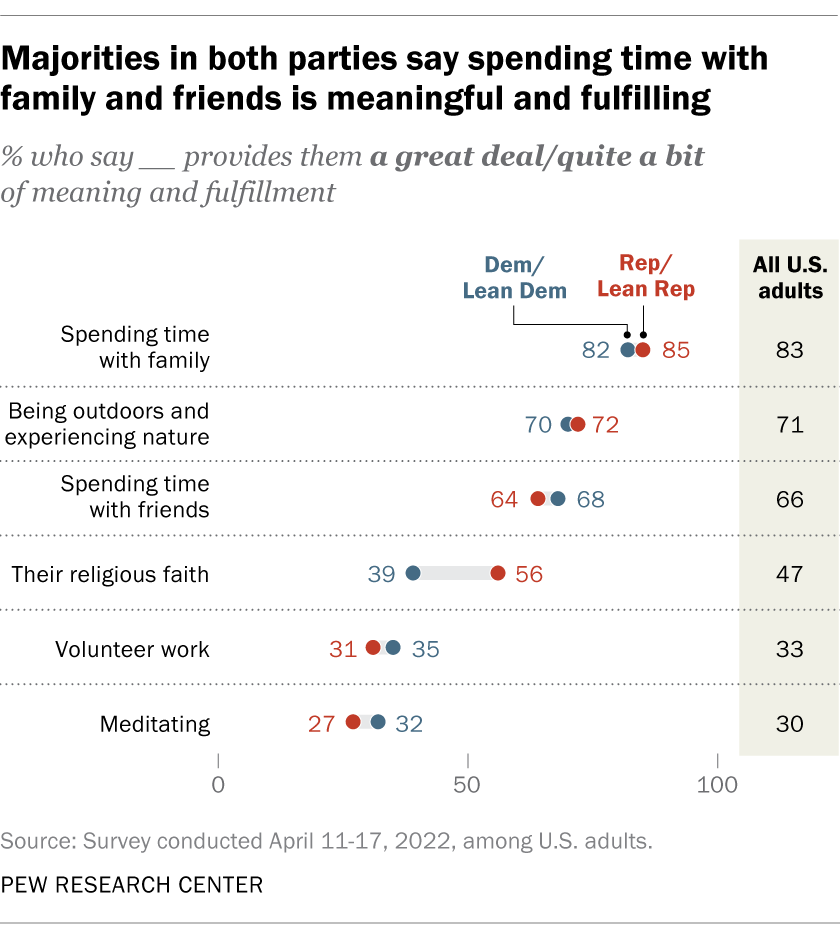 Majorities in both parties say spending time with
family and friends is meaningful and fulfilling
% who say __ provides them a great deal/quite a bit
of meaning and fulfillment
Dem/
Lean Dem
Rep/
Lean Rep
All U.S.
adults
Spending time
with family
82
85
83
Being outdoors and
experiencing nature
70
72
71
Spending time
with friends
64
68
66
Their religious faith
39
56
47
Volunteer work
31
35
33
Meditating
27
32
30
0
50
100
Source: Survey conducted April 11-17, 2022, among U.S. adults.
PEW RESEARCH CENTER